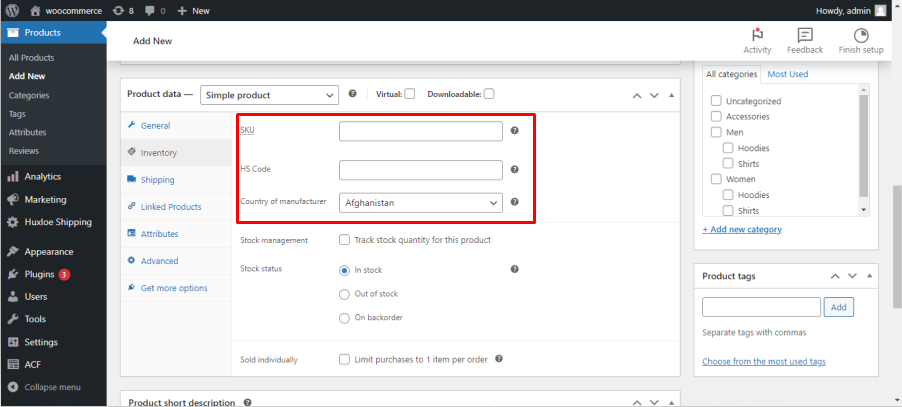 woocommerce 8 0 + New Howdy, admin
Products
All Products
Add New
Categories
Tags
Attributes
Reviews
Analytics
Marketing
Huxloe Shipping
Appearance
Plugins 3
Users
Tools
Settings
ACF
Collapse menu
Add New
Activity Feedback Finish setup
Product data — Simple product Virtual: Downloadable:
General
Inventory
Shipping
Linked Products
Attributes
Advanced
Get more options
SKU
HS Code
Country of manufacturer Afghanistan
Stock management Track stock quantity for this product
Stock status In stock
Out of stock
On backorder
Sold individually Limit purchases to 1 item per order
Product short description
All categories Most Used
Uncategorized
Accessories
Men
Hoodies
Shirts
Women
Hoodies
Shirts
+ Add new category
Product tags
Add
Separate tags with commas
Choose from the most used tags